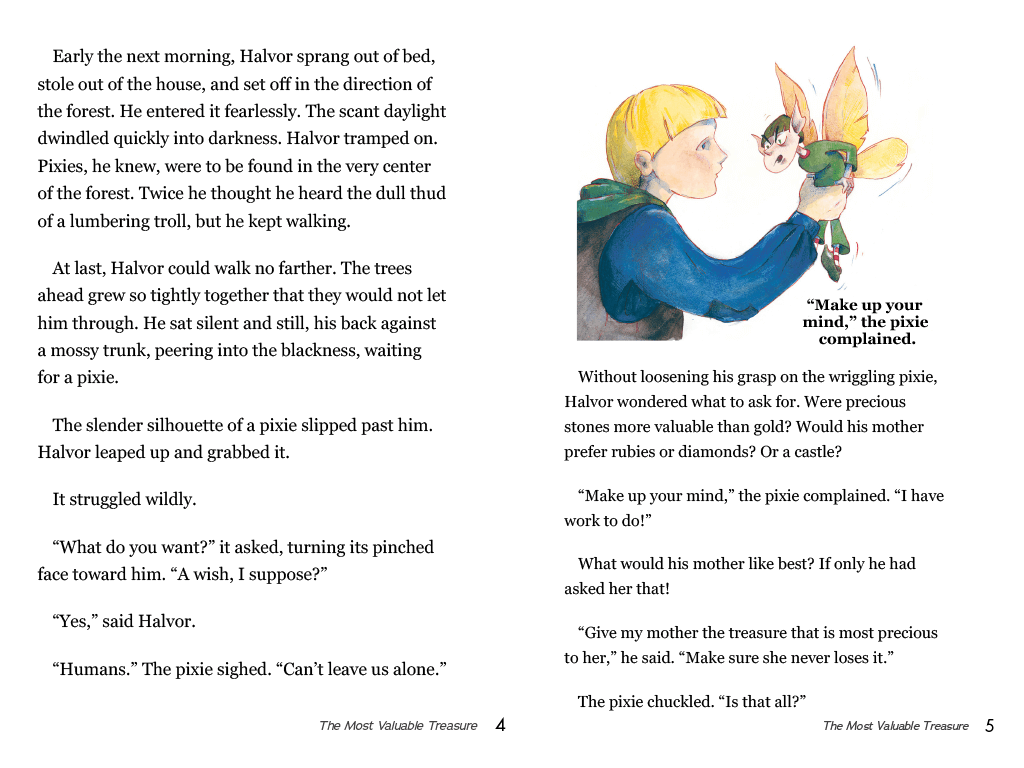 Early the next morning, Halvor sprang out of bed,
stole out of the house, and set off in the direction of
the forest. He entered it fearlessly. The scant daylight
dwindled quickly into darkness. Halvor tramped on.
Pixies, he knew, were to be found in the very center
of the forest. Twice he thought he heard the dull thud
of a lumbering troll, but he kept walking.
At last, Halvor could walk no farther. The trees
ahead grew so tightly together that they would not let
him through. He sat silent and still, his back against
a mossy trunk, peering into the blackness, waiting
for a pixie.
The slender silhouette of a pixie slipped past him.
Halvor leaped up and grabbed it.
It struggled wildly.
“What do you want?” it asked, turning its pinched
face toward him. “A wish, I suppose?”
“Yes,” said Halvor.
“Humans.” The pixie sighed. “Can’t leave us alone.”
The Most Valuable Treasure 4
“Make up your
mind,” the pixie
complained.
Without loosening his grasp on the wriggling pixie,
Halvor wondered what to ask for. Were precious
stones more valuable than gold? Would his mother
prefer rubies or diamonds? Or a castle?
“Make up your mind,” the pixie complained. “I have
work to do!”
What would his mother like best? If only he had
asked her that!
“Give my mother the treasure that is most precious
to her,” he said. “Make sure she never loses it.”
The pixie chuckled. “Is that all?”
The Most Valuable Treasure 5